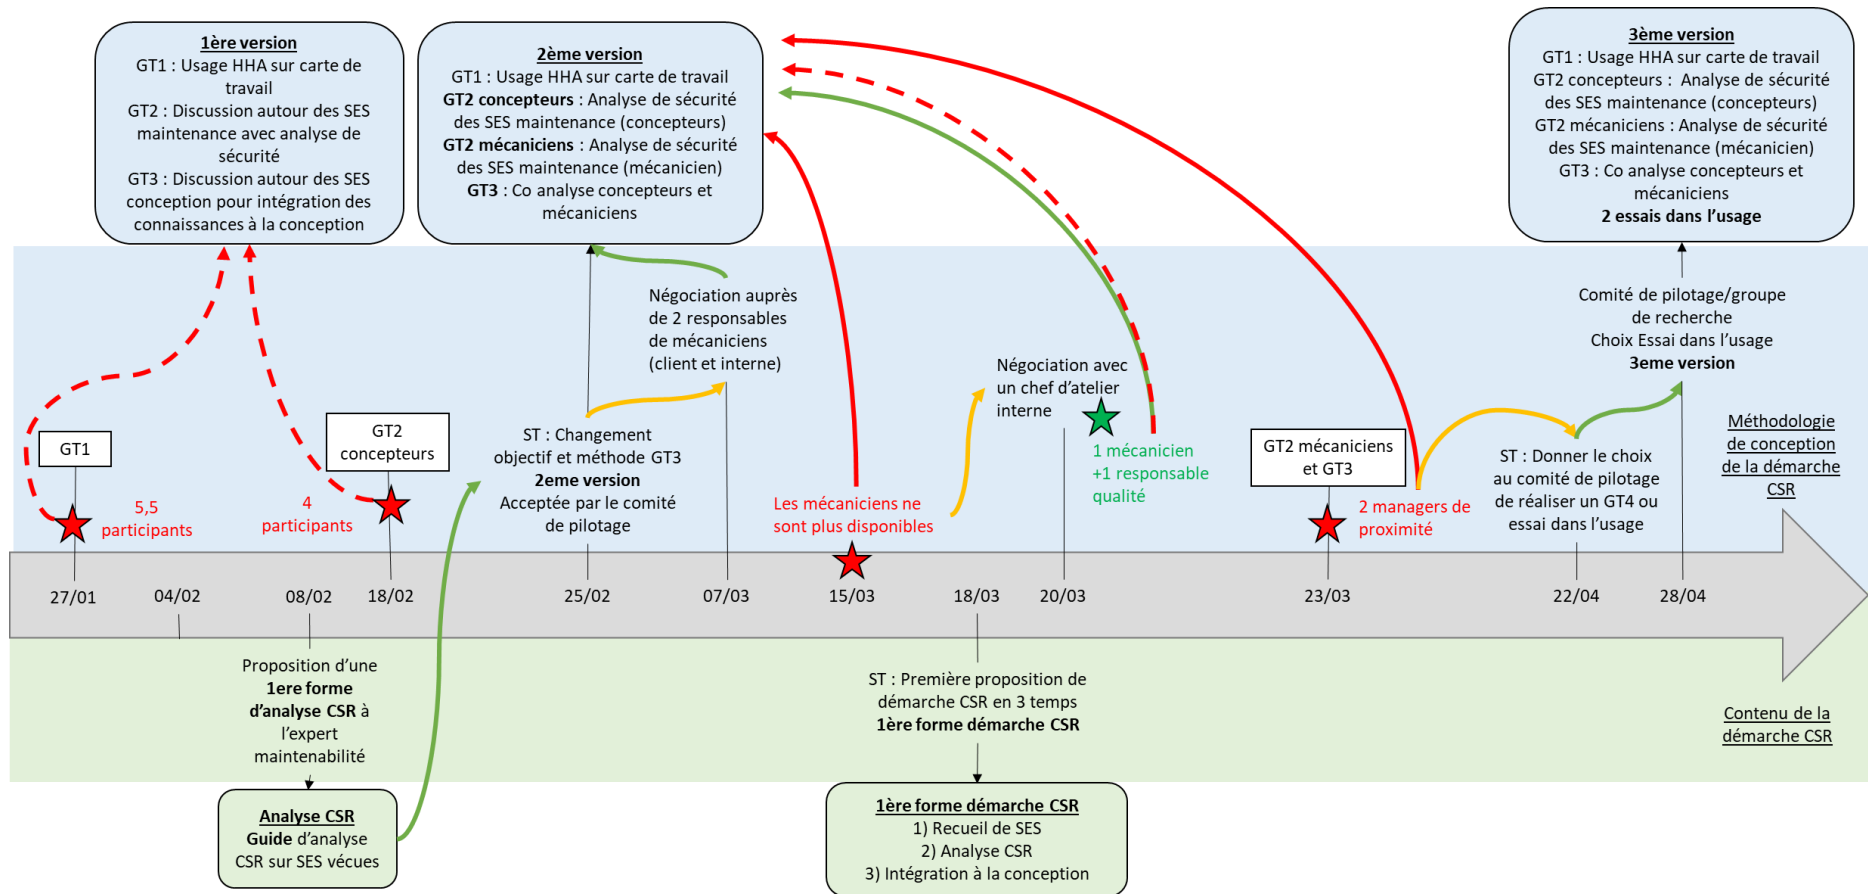 1ère version
GT1 : Usage HHA sur carte de
travail
GT2 : Discussion autour des SES
maintenance avec analyse de
sécurité
GT3 : Discussion autour des SES
conception pour intégration des
connaissances à la conception
2ème version
GT1 : Usage HHA sur carte de travail
GT2 concepteurs : Analyse de sécurité
des SES maintenance (concepteurs)
GT2 mécaniciens : Analyse de sécurité
des SES maintenance (mécanicien)
GT3 : Co analyse concepteurs et
mécaniciens
3ème version
GT1 : Usage HHA sur carte de travail
GT2 concepteurs : Analyse de sécurité
des SES maintenance (concepteurs)
GT2 mécaniciens : Analyse de sécurité
des SES maintenance (mécanicien)
GT3 : Co analyse concepteurs et
mécaniciens
2 essais dans l'usage
GT1
5,5
participants
4
participants
GT2
concepteurs
ST : Changement
objectif et méthode GT3
2eme version
Acceptée par le comité
de pilotage
Négociation auprès
de 2 responsables
de mécaniciens
(client et interne)
Les mécaniciens ne
sont plus disponibles
Négociation avec
un chef d'atelier
interne
1 mécanicien
+1 responsable
qualité
GT2 mécaniciens
et GT3
2 managers de
proximité
ST : Donner le choix
au comité de pilotage
de réaliser un GT4 ou
essai dans l'usage
Comité de pilotage/groupe
de recherche
Choix Essai dans l'usage
3eme version
Méthodologie
de conception
de la démarche
CSR
27/01
04/02
08/02
18/02
25/02
07/03
15/03
18/03
20/03
23/03
22/04
28/04
Proposition d'une
1ere forme
d'analyse CSR à
l'expert
maintenabilité
ST : Première proposition de
démarche CSR en 3 temps
1ère forme démarche CSR
Contenu de la
démarche CSR
Analyse CSR
Guide d'analyse
CSR sur SES vécues
1ère forme démarche CSR
1) Recueil de SES
2) Analyse CSR
3) Intégration à la conception